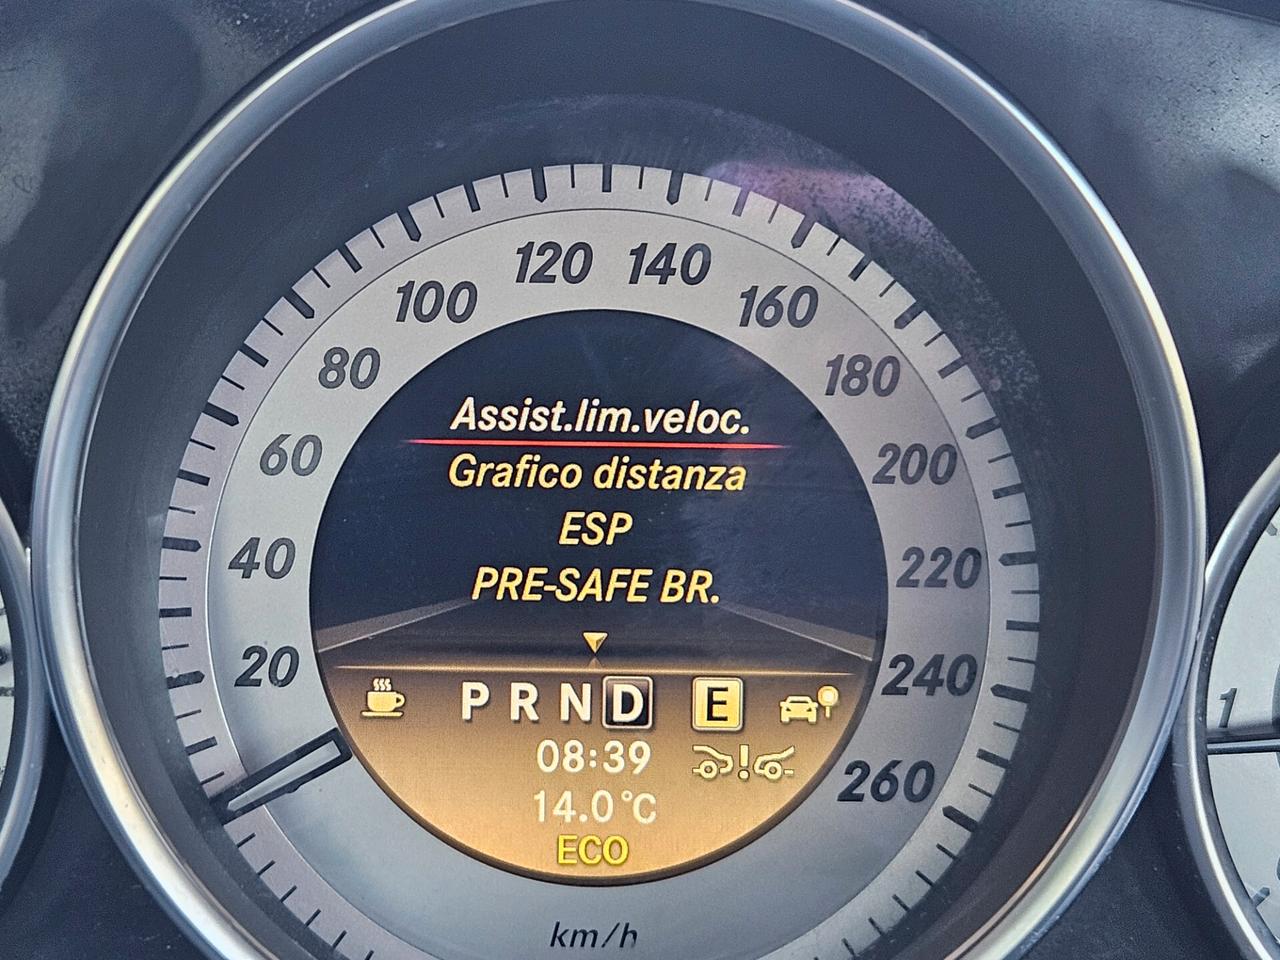 120 140
100 160
80 180
60 200
40 220
20 240
260
Assist.lim.veloc.
Grafico distanza
ESP
PRE-SAFE BR.
P R N D E
08:39
14.0°C
ECO
km/h
1